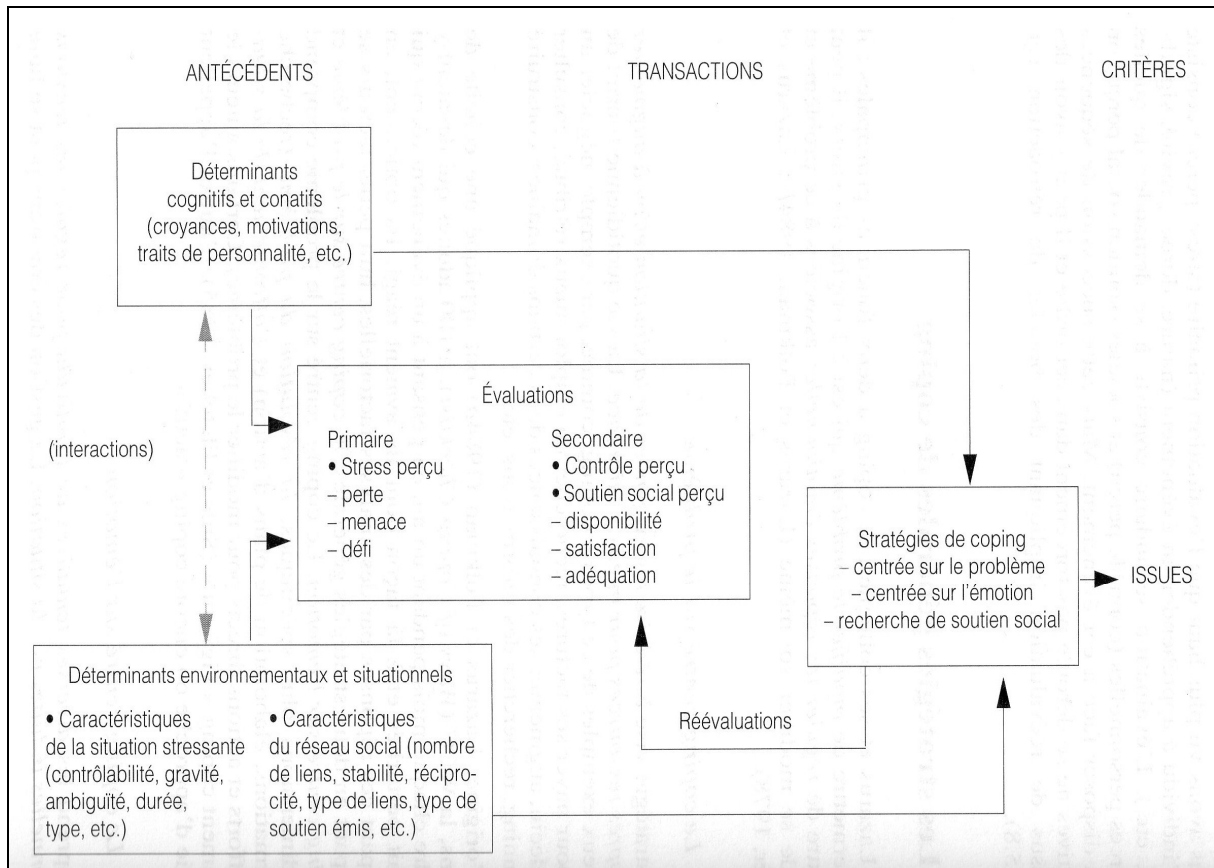 ANTÉCÉDENTS
TRANSACTIONS
CRITÈRES
Déterminants
cognitifs et conatifs
(croyances, motivations,
traits de personnalité, etc.)
(interactions)
Évaluations
Primaire
• Stress perçu
– perte
– menace
– défi
Secondaire
• Contrôle perçu
• Soutien social perçu
– disponibilité
– satisfaction
– adéquation
Stratégies de coping
– centrée sur le problème
– centrée sur l'émotion
– recherche de soutien social
ISSUES
Réévaluations
Déterminants environnementaux et situationnels
• Caractéristiques
de la situation stressante
(contrôlabilité, gravité,
ambiguïté, durée,
type, etc.)
• Caractéristiques
du réseau social (nombre
de liens, stabilité, récipro-
cité, type de liens, type de
soutien émis, etc.)